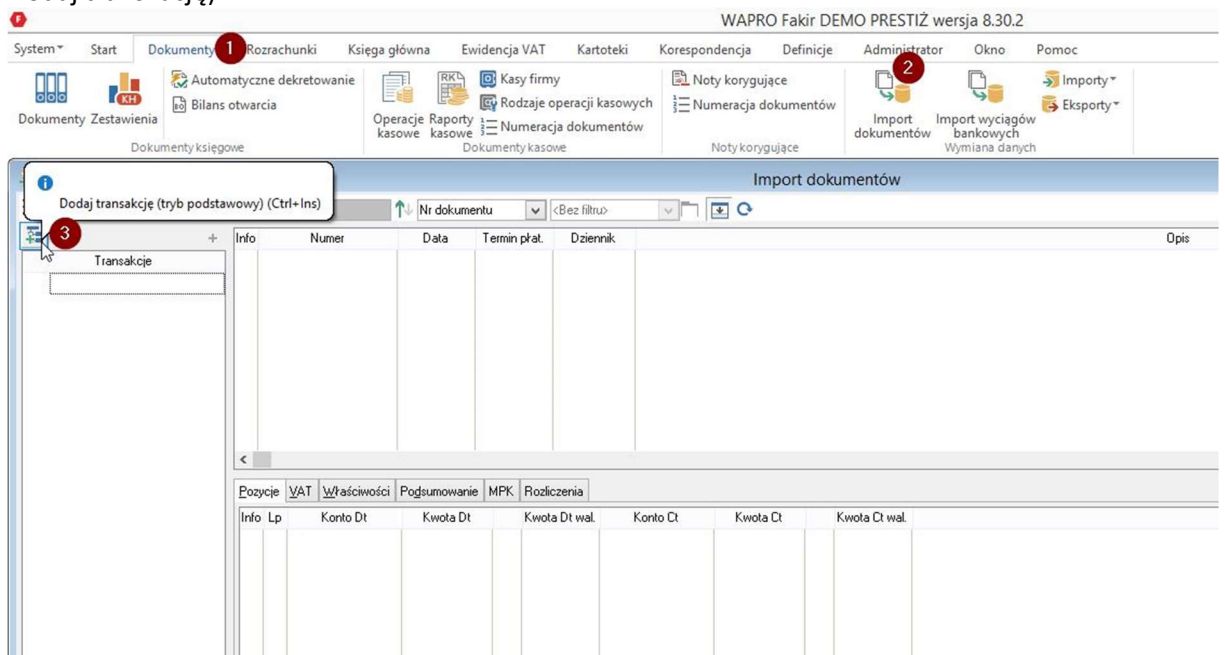 WAPRO Fakir DEMO PRESTIŻ wersja 8.30.2
System Start Dokumenty 1 Rozrachunki Księga główna Ewidencja VAT Kartoteki Korespondencja Definicje Administrator Okno Pomoc
2
Automatyczne dekretowanie Kasy firmy Noty korygujące Importy
Bilans otwarcia Rodzaje operacji kasowych Numeracja dokumentów Eksporty
Dokumenty Zestawienia Operacje kasowe Raporty kasowe Numeracja dokumentów Import dokumentów Import wyciągów bankowych
Dokumenty księgowe Dokumenty kasowe Noty korygujące Wymiana danych
Import dokumentów
Dodaj transakcję (tryb podstawowy) (Ctrl+Ins)
Nr dokumentu <Bez filtru>
3
Info Numer Data Termin płat. Dziennik Opis
Transakcje
Pozycje VAT Właściwości Podsumowanie MPK Rozliczenia
Info Lp Konto Dt Kwota Dt Kwota Dt wal. Konto Ct Kwota Ct Kwota Ct wal.